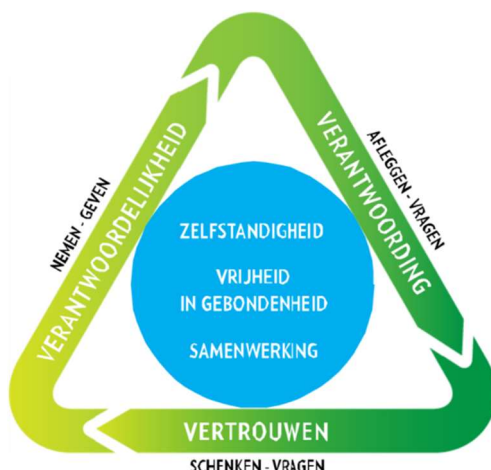 VERANTWOORDELIJKHEID
NEMEN - GEVEN
VERANTWOORDING
AFLEGGEN - VRAGEN
ZELFSTANDIGHEID
VRIJHEID
IN GEBONDENHEID
SAMENWERKING
VERTROUWEN
SCHENKEN - VRAGEN